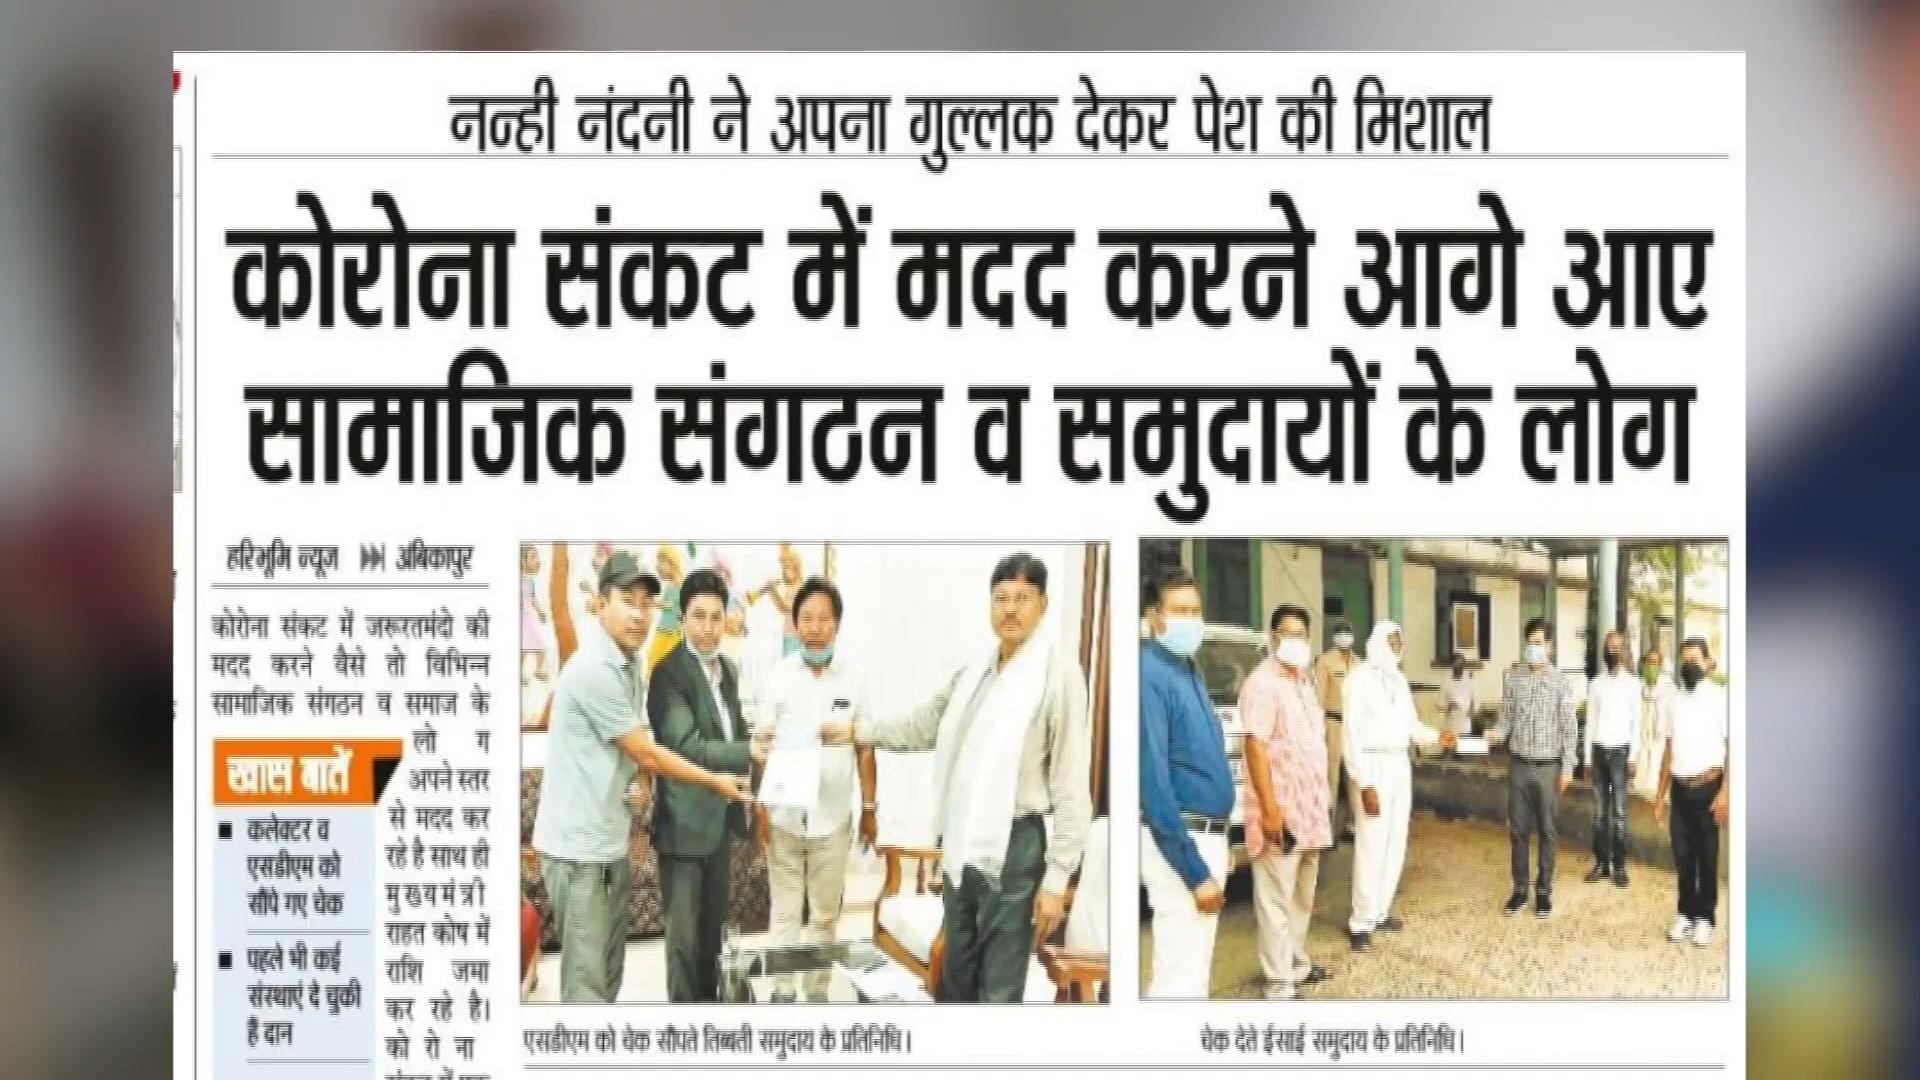 नन्ही नंदनी ने अपना गुल्लक देकर पेश की मिशाल
कोरोना संकट में मदद करने आगे आए
सामाजिक संगठन व समुदायों के लोग
हरिभूमि न्यूज अंबिकापुर
कोरोना संकट में जरूरतमंदो की
मदद करने वैसे तो विभिन्न
सामाजिक संगठन व समाज के
लो ग
अपने स्तर
से मदद कर
रहे है साथ ही
मुख्यमंत्री
राहत कोष में
राशि जमा
कर रहे है।
को रो ना
खास बातें
■ कलेक्टर व
एसडीएम को
सौंपे गए चेक
■ पहले भी कई
संस्थाएं दे चुकी
हैं दान
एसडीएम को चेक सौंपते तिब्बती समुदाय के प्रतिनिधि।
चेक देते ईसाई समुदाय के प्रतिनिधि।